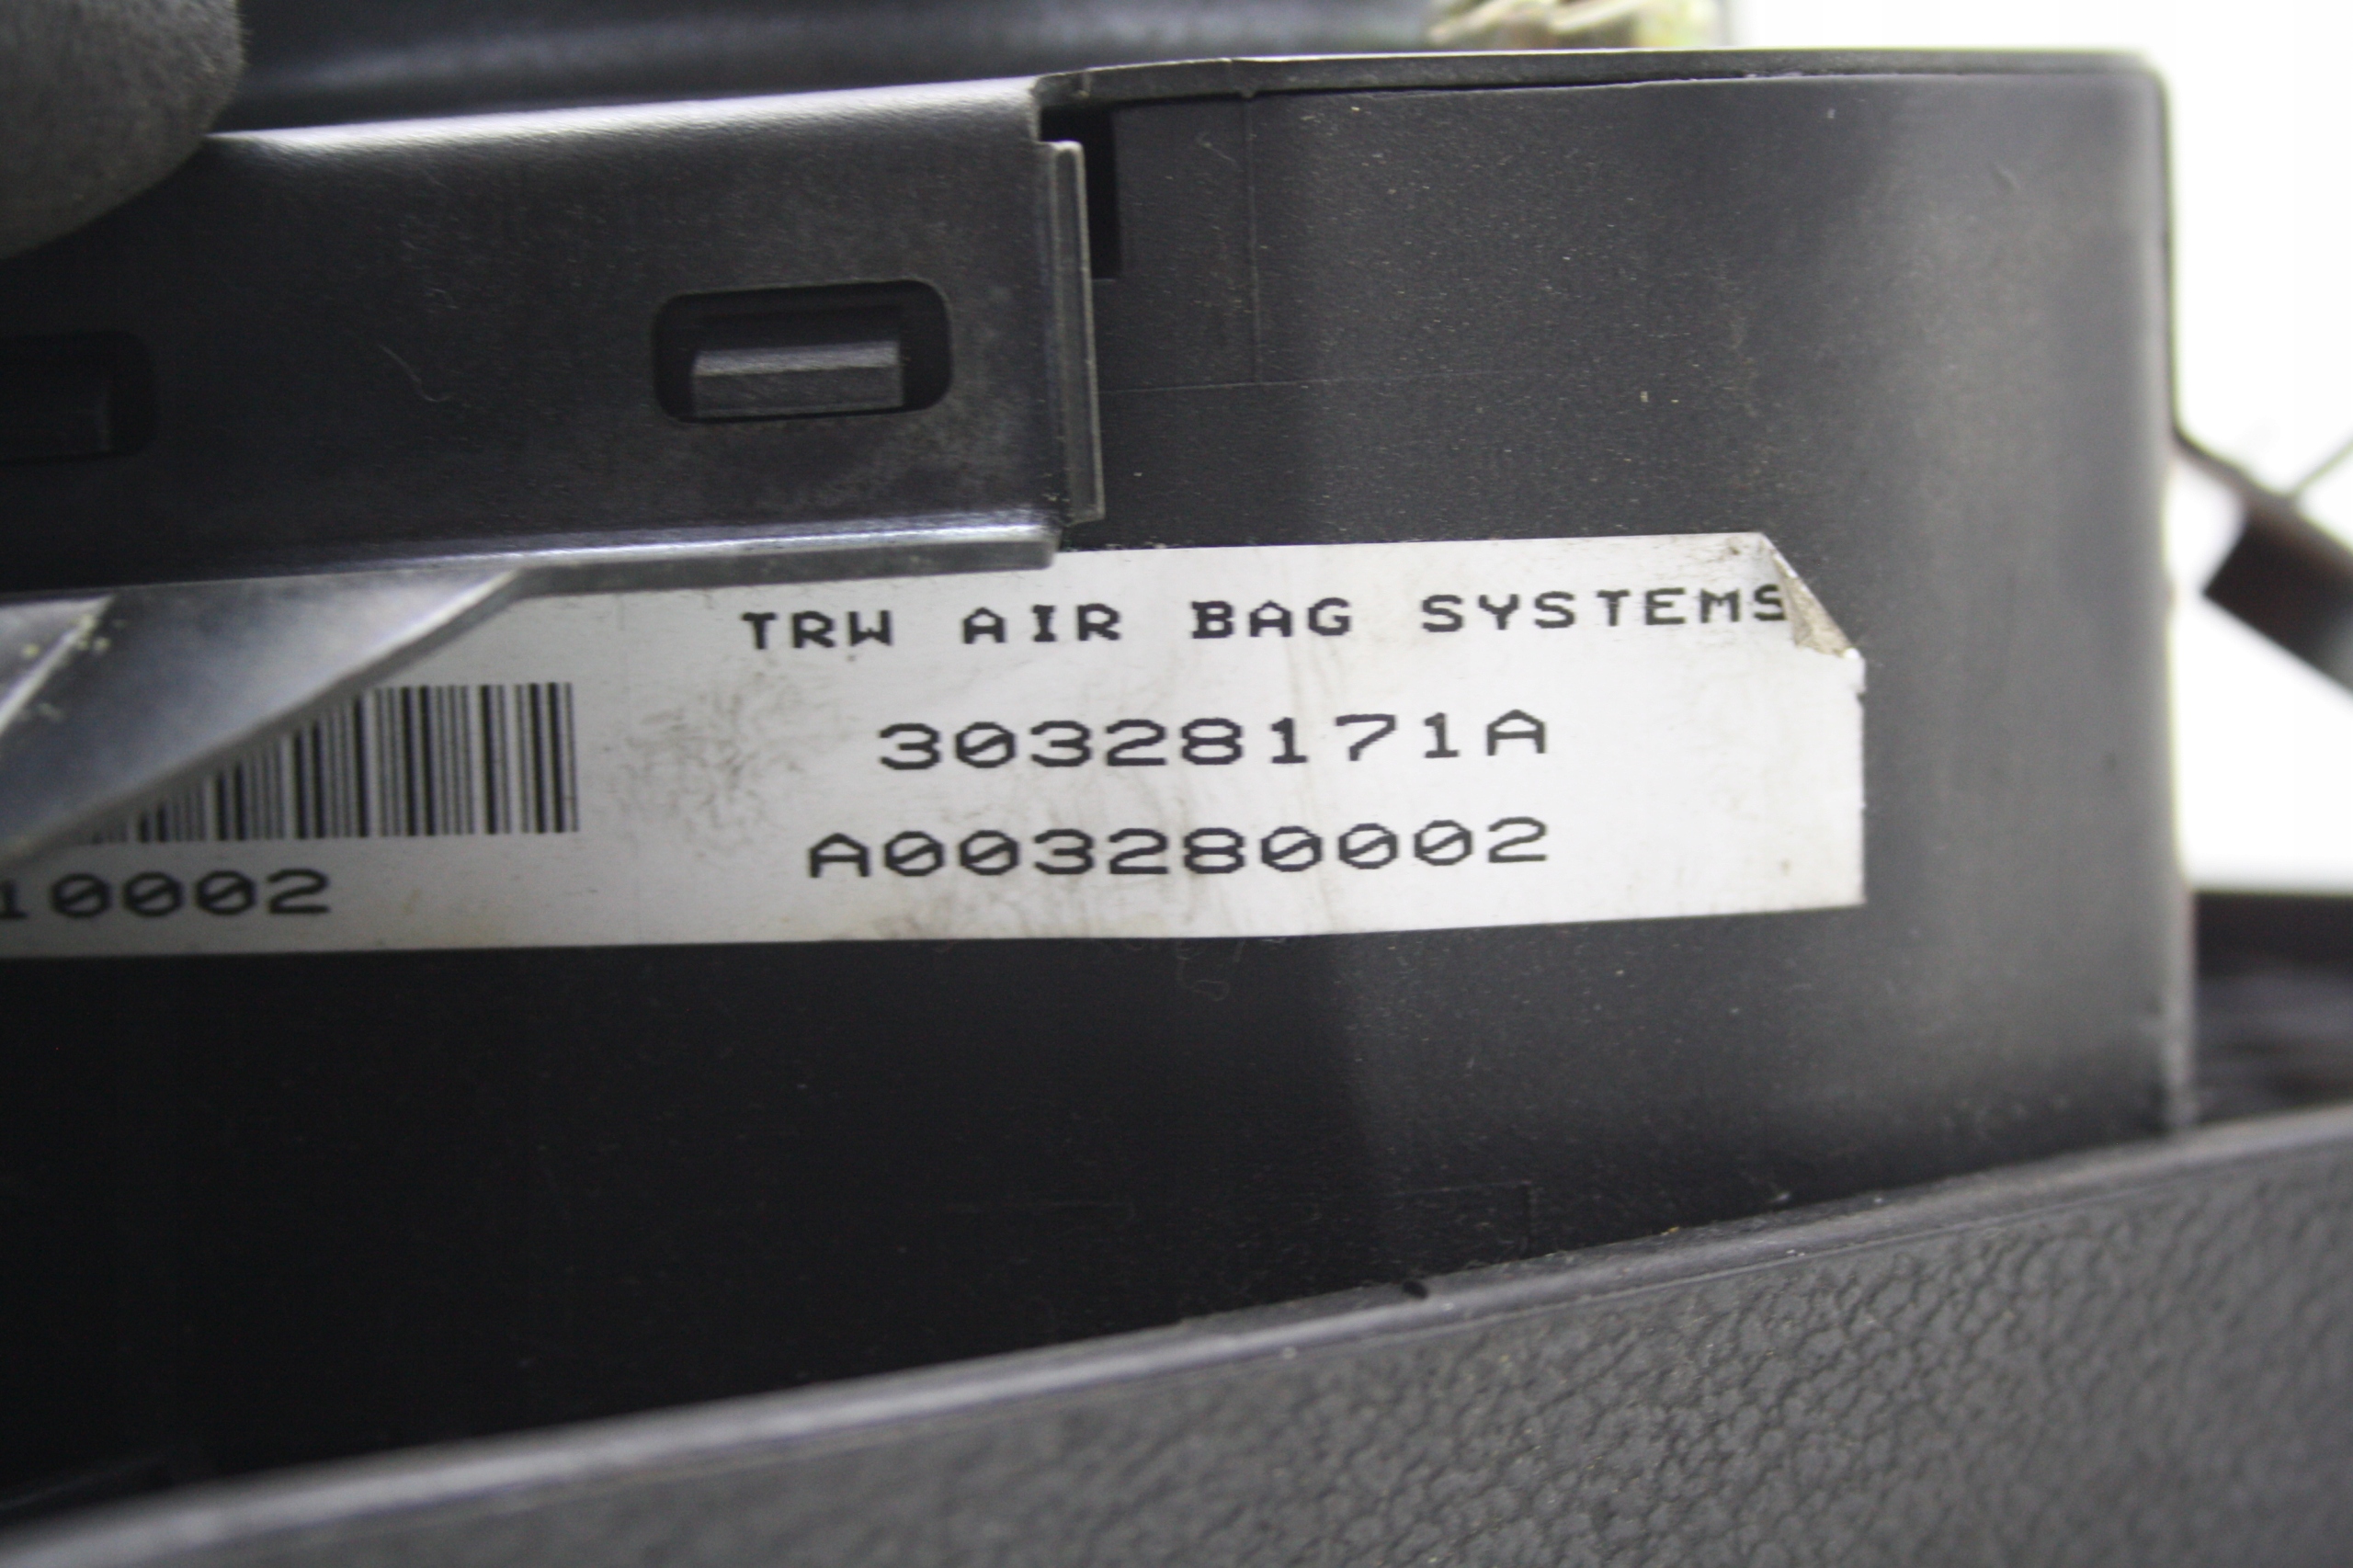 TRW AIR BAG SYSTEMS
30328171A
A003280002
10002